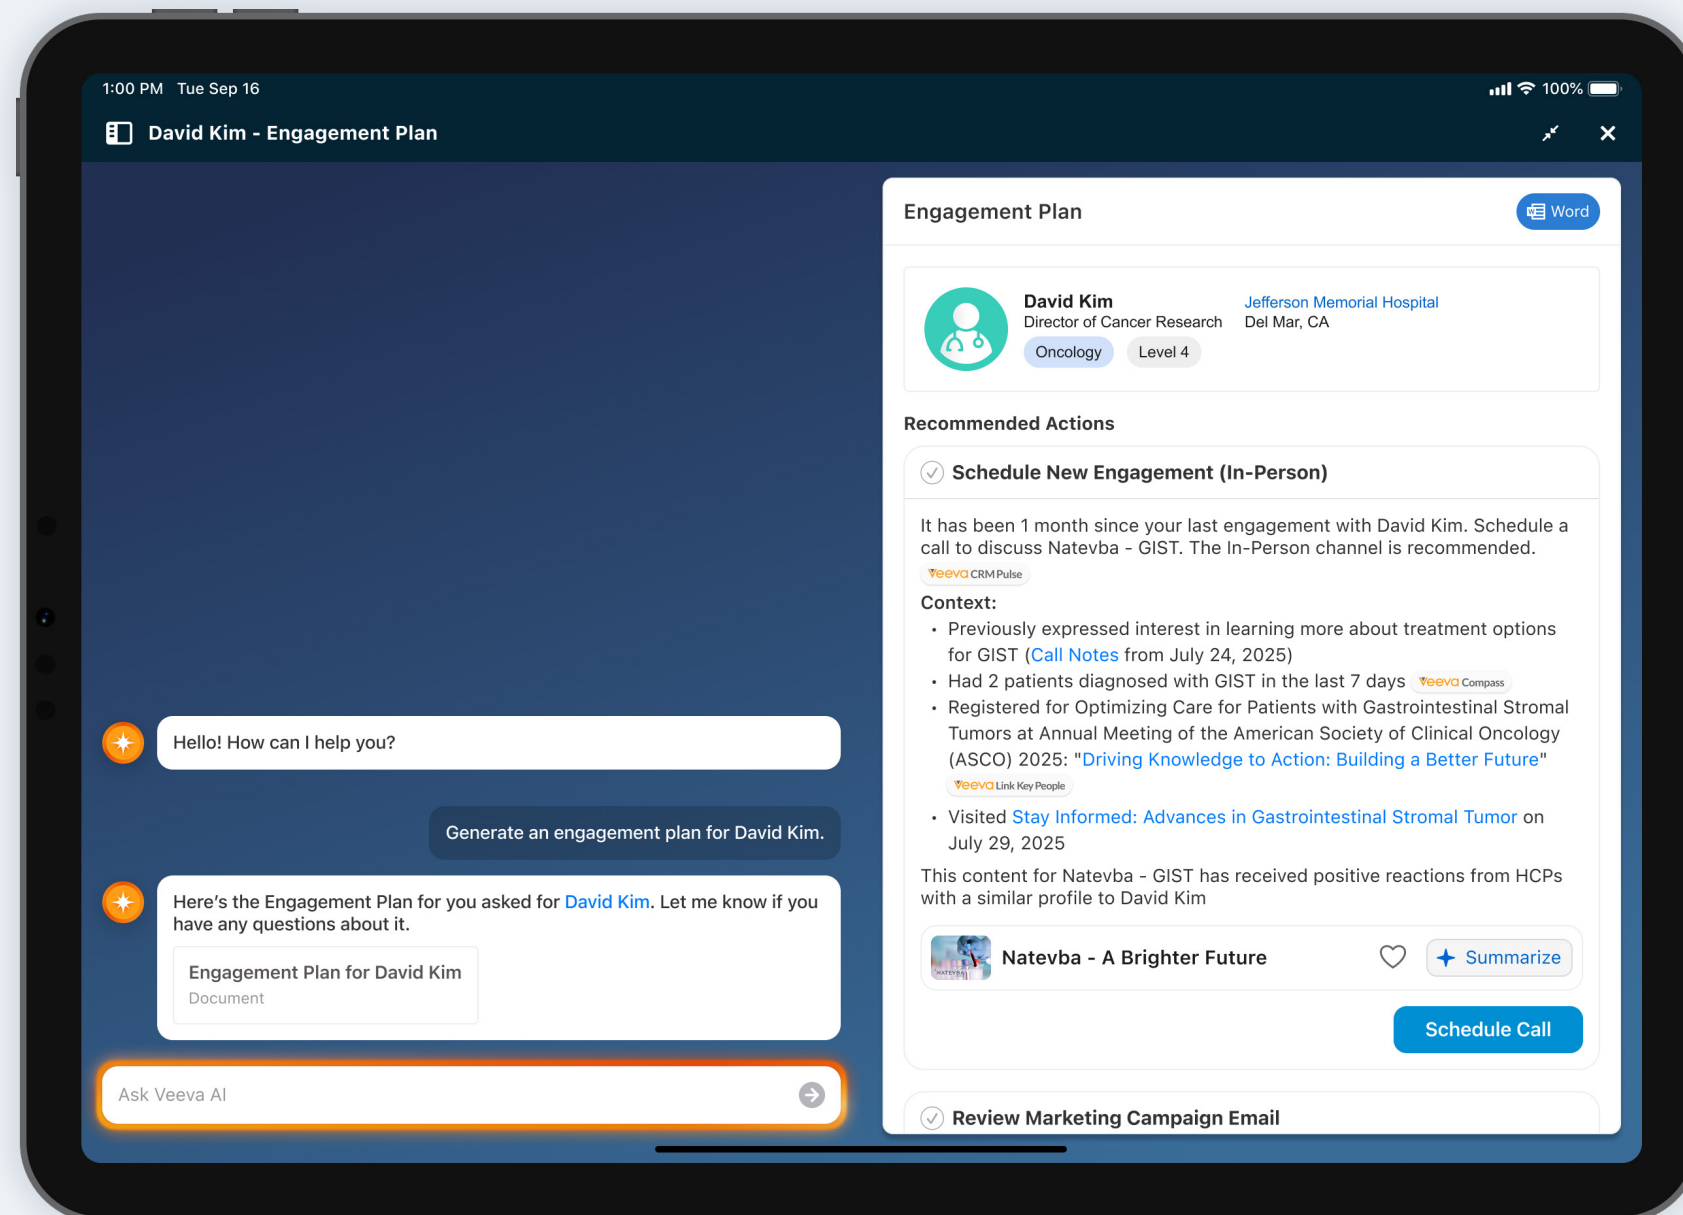 1:00 PM Tue Sep 16
100%
David Kim - Engagement Plan
Hello! How can I help you?
Generate an engagement plan for David Kim.
Here's the Engagement Plan for you asked for David Kim. Let me know if you
have any questions about it.
Engagement Plan for David Kim
Document
Ask Veeva AI
Engagement Plan
Word
David Kim
Director of Cancer Research
Oncology
Level 4
Jefferson Memorial Hospital
Del Mar, CA
Recommended Actions
Schedule New Engagement (In-Person)
It has been 1 month since your last engagement with David Kim. Schedule a
call to discuss Natevba - GIST. The In-Person channel is recommended.
Veeva CRM Pulse
Context:
• Previously expressed interest in learning more about treatment options
for GIST (Call Notes from July 24, 2025)
• Had 2 patients diagnosed with GIST in the last 7 days Veeva Compass
• Registered for Optimizing Care for Patients with Gastrointestinal Stromal
Tumors at Annual Meeting of the American Society of Clinical Oncology
(ASCO) 2025: "Driving Knowledge to Action: Building a Better Future"
Veeva Link Key People
• Visited Stay Informed: Advances in Gastrointestinal Stromal Tumor on
July 29, 2025
This content for Natevba - GIST has received positive reactions from HCPs
with a similar profile to David Kim
NATEVBA
Natevba - A Brighter Future
Summarize
Schedule Call
Review Marketing Campaign Email